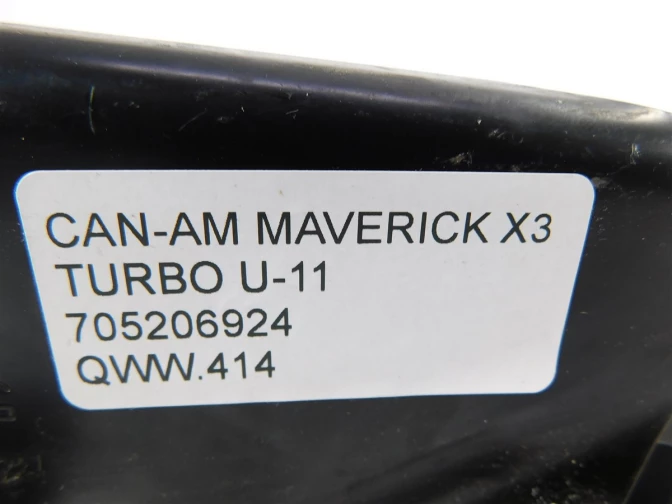 CAN-AM MAVERICK X3
TURBO U-11
705206924
QWW.414